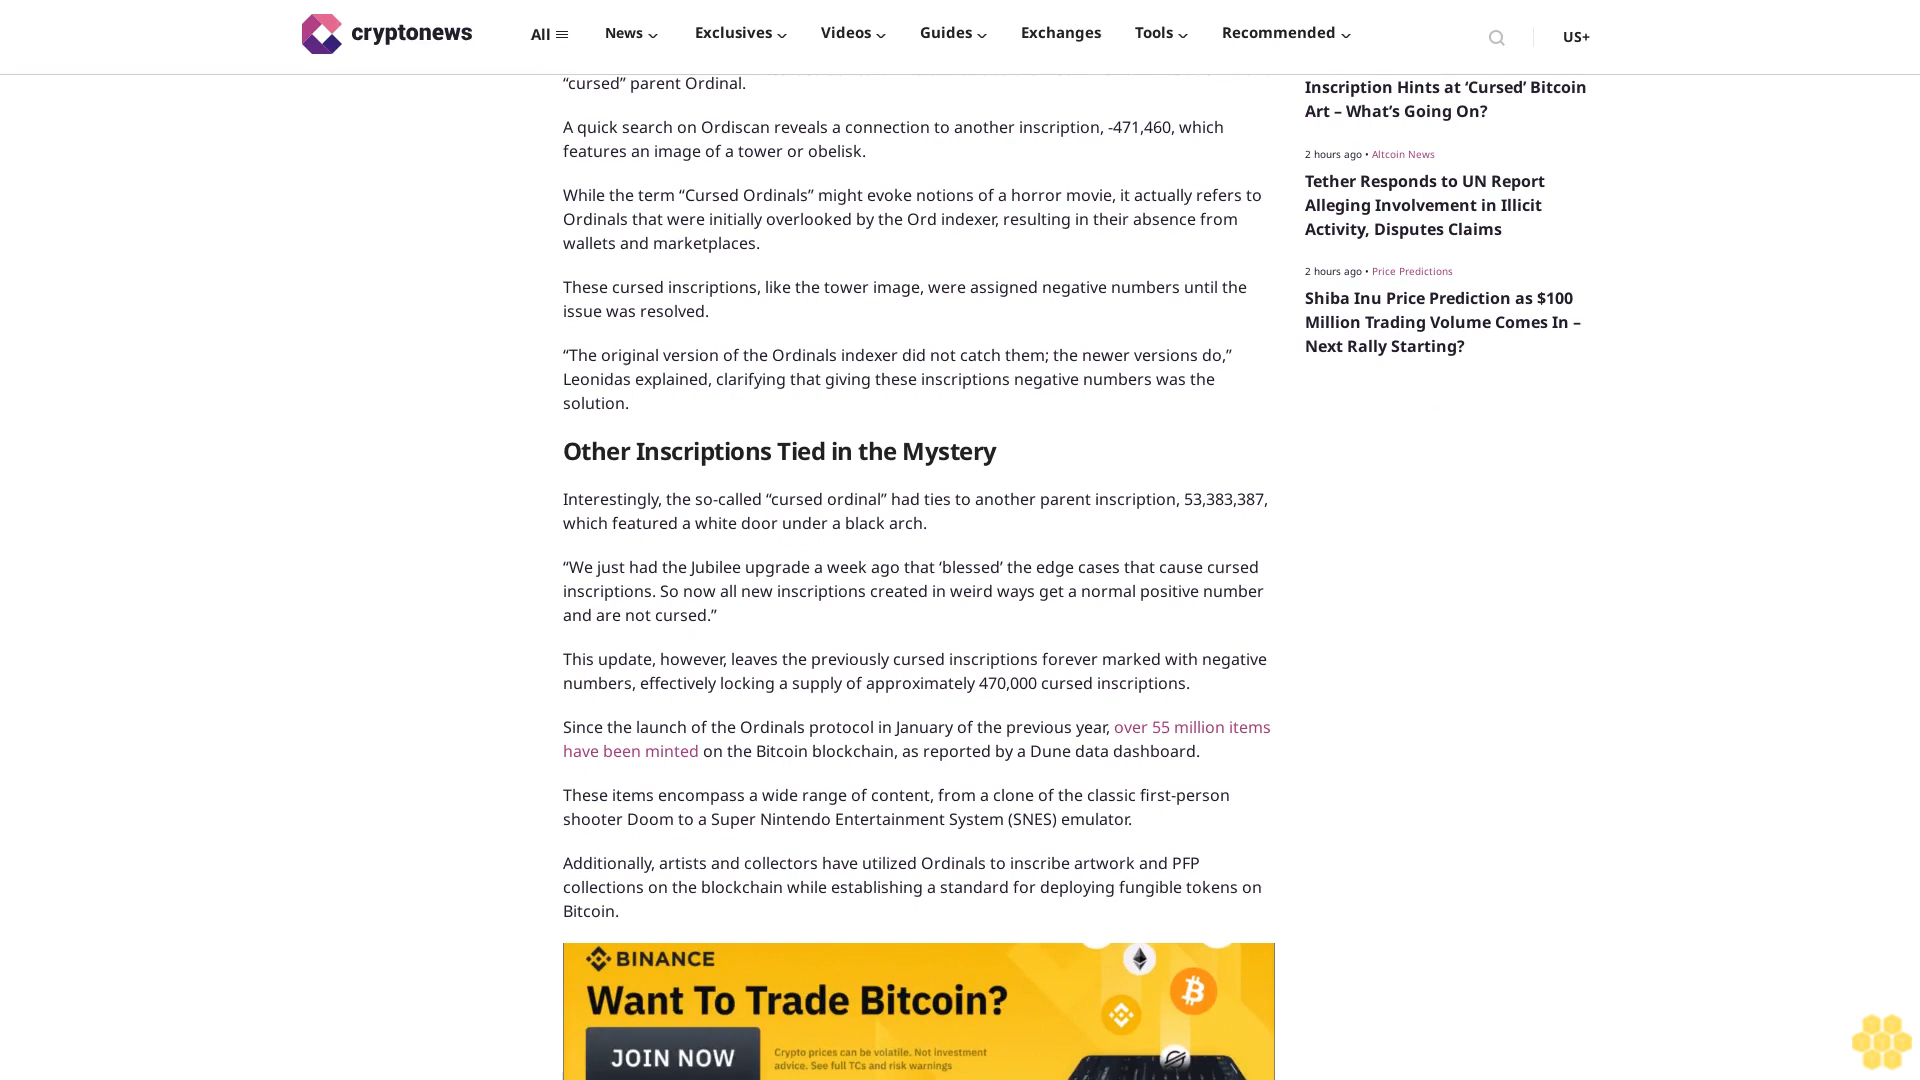 cryptonews
All
News
Exclusives
Videos
Guides
Exchanges
Tools
Recommended
US+
“cursed” parent Ordinal.
A quick search on Ordiscan reveals a connection to another inscription, -471,460, which
features an image of a tower or obelisk.
While the term “Cursed Ordinals” might evoke notions of a horror movie, it actually refers to
Ordinals that were initially overlooked by the Ord indexer, resulting in their absence from
wallets and marketplaces.
These cursed inscriptions, like the tower image, were assigned negative numbers until the
issue was resolved.
“The original version of the Ordinals indexer did not catch them; the newer versions do,”
Leonidas explained, clarifying that giving these inscriptions negative numbers was the
solution.
Other Inscriptions Tied in the Mystery
Interestingly, the so-called “cursed ordinal” had ties to another parent inscription, 53,383,387,
which featured a white door under a black arch.
“We just had the Jubilee upgrade a week ago that ‘blessed’ the edge cases that cause cursed
inscriptions. So now all new inscriptions created in weird ways get a normal positive number
and are not cursed.”
This update, however, leaves the previously cursed inscriptions forever marked with negative
numbers, effectively locking a supply of approximately 470,000 cursed inscriptions.
Since the launch of the Ordinals protocol in January of the previous year, over 55 million items
have been minted on the Bitcoin blockchain, as reported by a Dune data dashboard.
These items encompass a wide range of content, from a clone of the classic first-person
shooter Doom to a Super Nintendo Entertainment System (SNES) emulator.
Additionally, artists and collectors have utilized Ordinals to inscribe artwork and PFP
collections on the blockchain while establishing a standard for deploying fungible tokens on
Bitcoin.
BINANCE
Want To Trade Bitcoin?
JOIN NOW
Crypto prices can be volatile. Not investment
advice. See full TCs and risk warnings
Inscription Hints at ‘Cursed’ Bitcoin
Art – What’s Going On?
2 hours ago • Altcoin News
Tether Responds to UN Report
Alleging Involvement in Illicit
Activity, Disputes Claims
2 hours ago • Price Predictions
Shiba Inu Price Prediction as $100
Million Trading Volume Comes In –
Next Rally Starting?